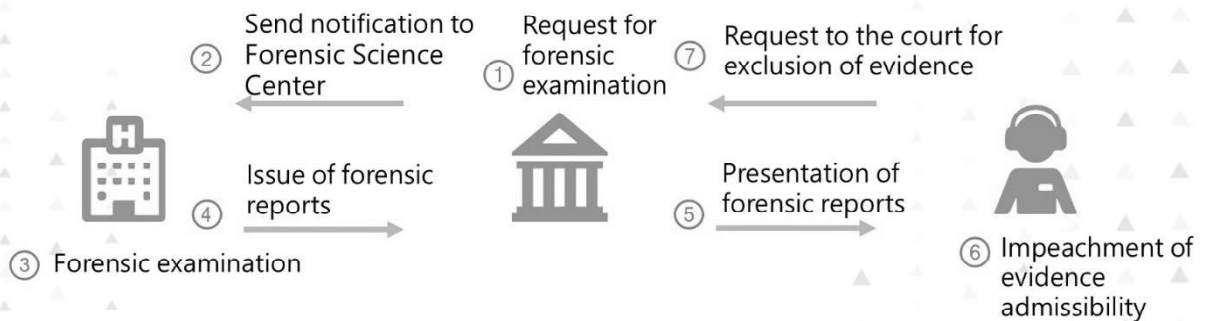 ② Send notification to
Forensic Science
Center
① Request for
forensic
examination
⑦ Request to the court for
exclusion of evidence
H
④ Issue of forensic
reports
⑤ Presentation of
forensic reports
③ Forensic examination
⑥ Impeachment of
evidence
admissibility